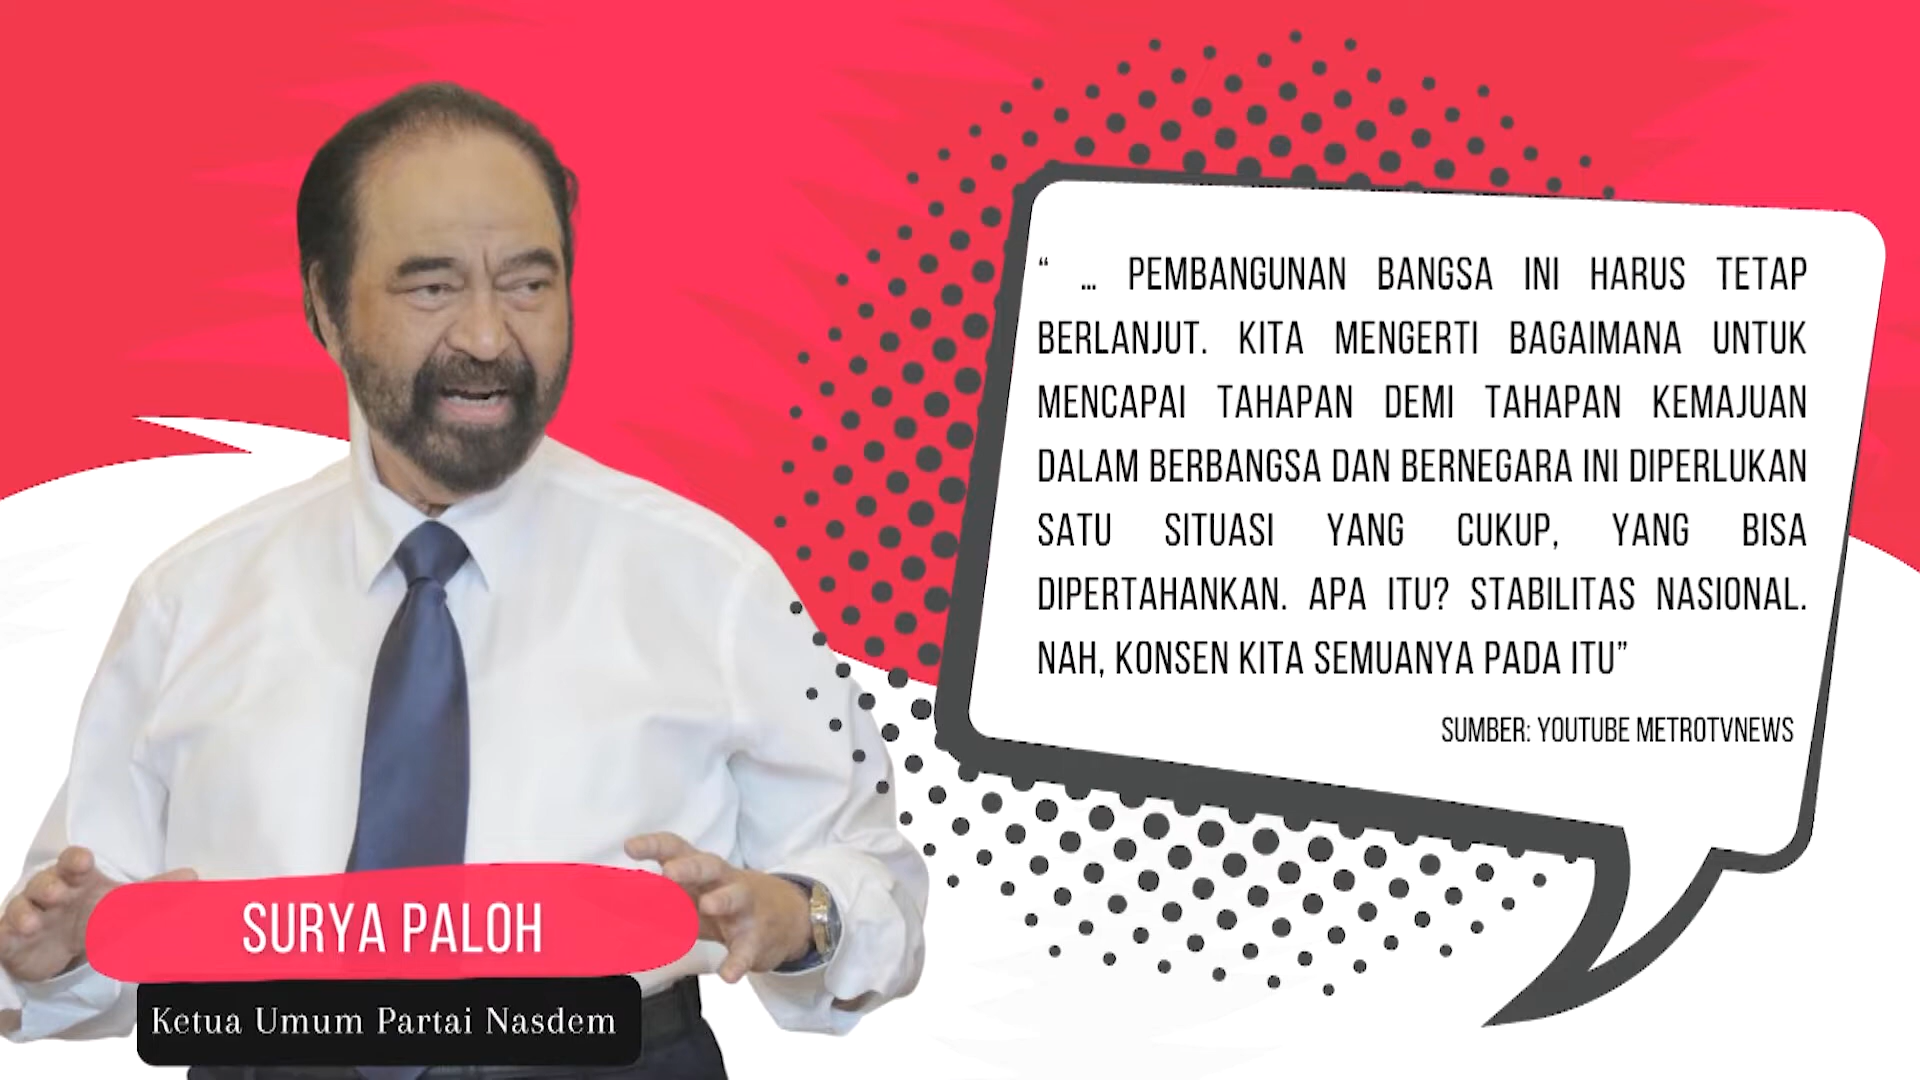 “ … PEMBANGUNAN BANGSA INI HARUS TETAP
BERLANJUT. KITA MENGERTI BAGAIMANA UNTUK
MENCAPAI TAHAPAN DEMI TAHAPAN KEMAJUAN
DALAM BERBANGSA DAN BERNEGARA INI DIPERLUKAN
SATU SITUASI YANG CUKUP, YANG BISA
DIPERTAHANKAN. APA ITU? STABILITAS NASIONAL.
NAH, KONSEN KITA SEMUANYA PADA ITU”
SUMBER: YOUTUBE METROTVNEWS
SURYA PALOH
Ketua Umum Partai Nasdem